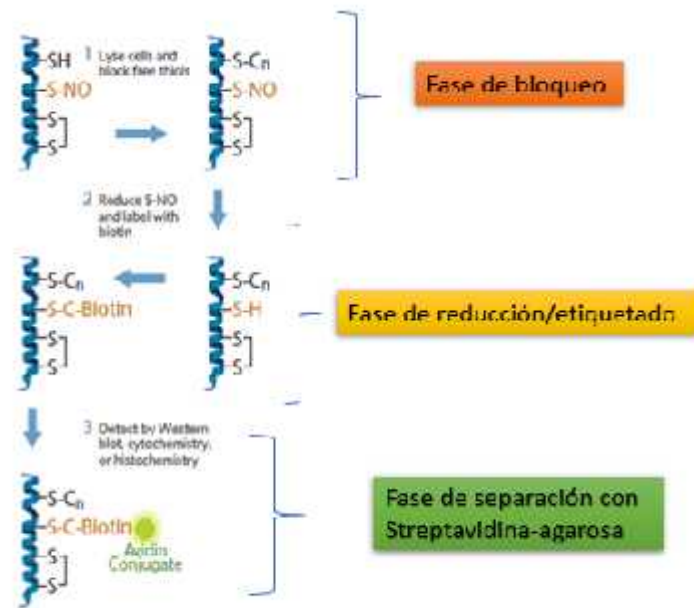 1 Lyse cells and
block free thiols
-SH
-S-NO
-S
-S
-S-Cn
-S-NO
-S
-S
Fase de bloqueo
2 Reduce S-NO
and label with
biotin
-S-Cn
-S-C-Biotin
-S
-S
-S-Cn
-S-H
-S
-S
Fase de reducción/etiquetado
3 Detect by Western
blot, cytochemistry,
or histochemistry
-S-Cn
-S-C-Biotin
-S
-S
Avidin
Conjugate
Fase de separación con
Streptavidina-agarosa